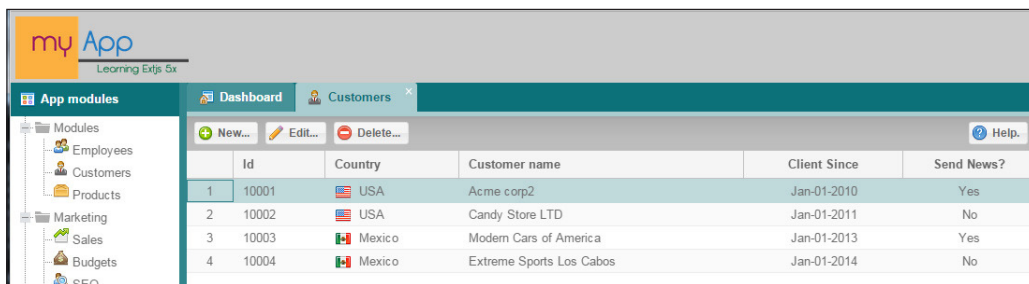 my App
Learning Extjs 5x
App modules
Dashboard
Customers
Modules
Employees
Customers
Products
Marketing
Sales
Budgets
SEO
New...
Edit...
Delete...
Help.
Id Country Customer name Client Since Send News?
1 10001 USA Acme corp2 Jan-01-2010 Yes
2 10002 USA Candy Store LTD Jan-01-2011 No
3 10003 Mexico Modern Cars of America Jan-01-2013 Yes
4 10004 Mexico Extreme Sports Los Cabos Jan-01-2014 No